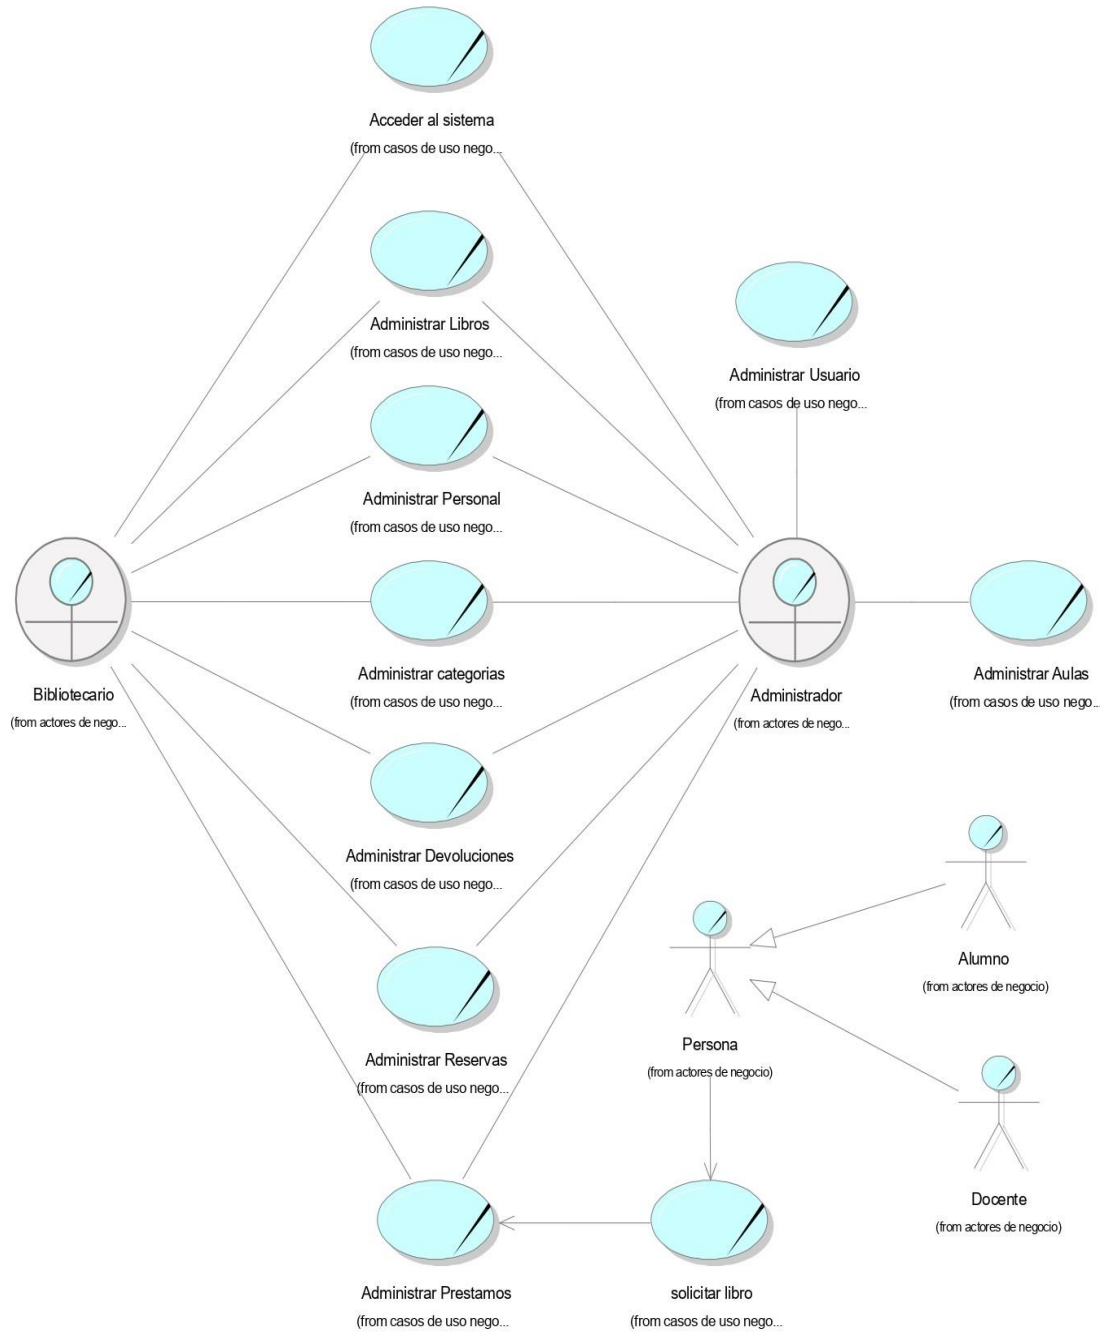 Acceder al sistema
(from casos de uso nego...
Administrar Libros
(from casos de uso nego...
Administrar Usuario
(from casos de uso nego...
Administrar Personal
(from casos de uso nego...
Bibliotecario
(from actores de nego...
Administrar categorias
(from casos de uso nego...
Administrador
(from actores de nego...
Administrar Aulas
(from casos de uso nego...
Administrar Devoluciones
(from casos de uso nego...
Alumno
(from actores de negocio)
Persona
(from actores de negocio)
Administrar Reservas
(from casos de uso nego...
Docente
(from actores de negocio)
Administrar Prestamos
(from casos de uso nego...
solicitar libro
(from casos de uso nego...